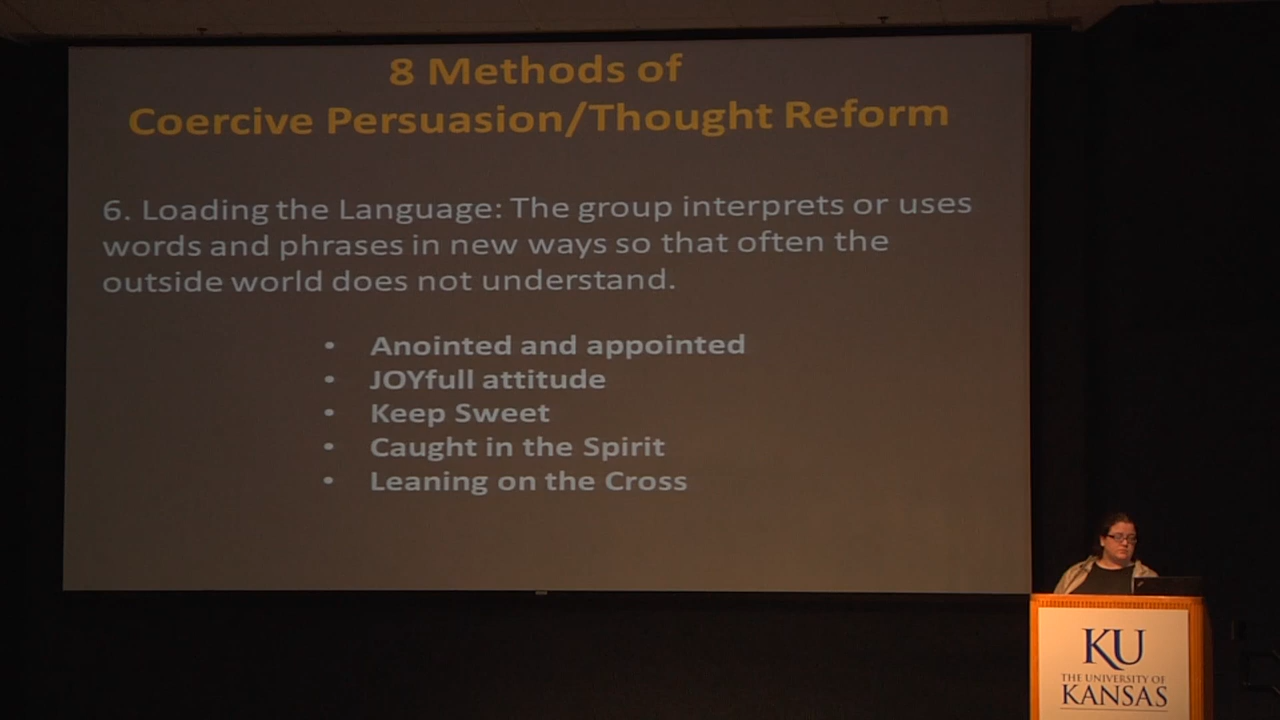 8 Methods of
Coercive Persuasion/Thought Reform
6. Loading the Language: The group interprets or uses
words and phrases in new ways so that often the
outside world does not understand.
• Anointed and appointed
• JOYfull attitude
• Keep Sweet
• Caught in the Spirit
• Leaning on the Cross
KU
THE UNIVERSITY OF
KANSAS